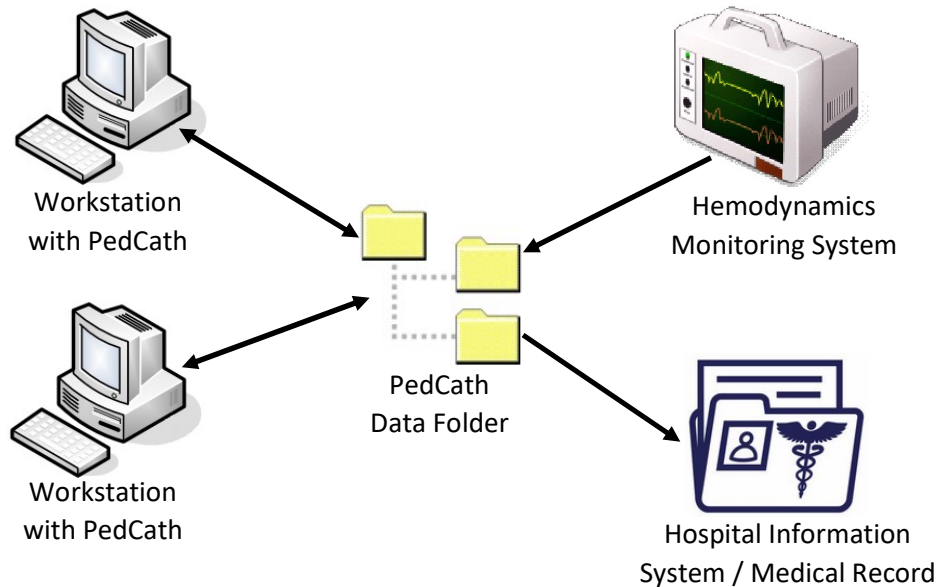 Workstation
with PedCath
Hemodynamics
Monitoring System
PedCath
Data Folder
Workstation
with PedCath
Hospital Information
System / Medical Record